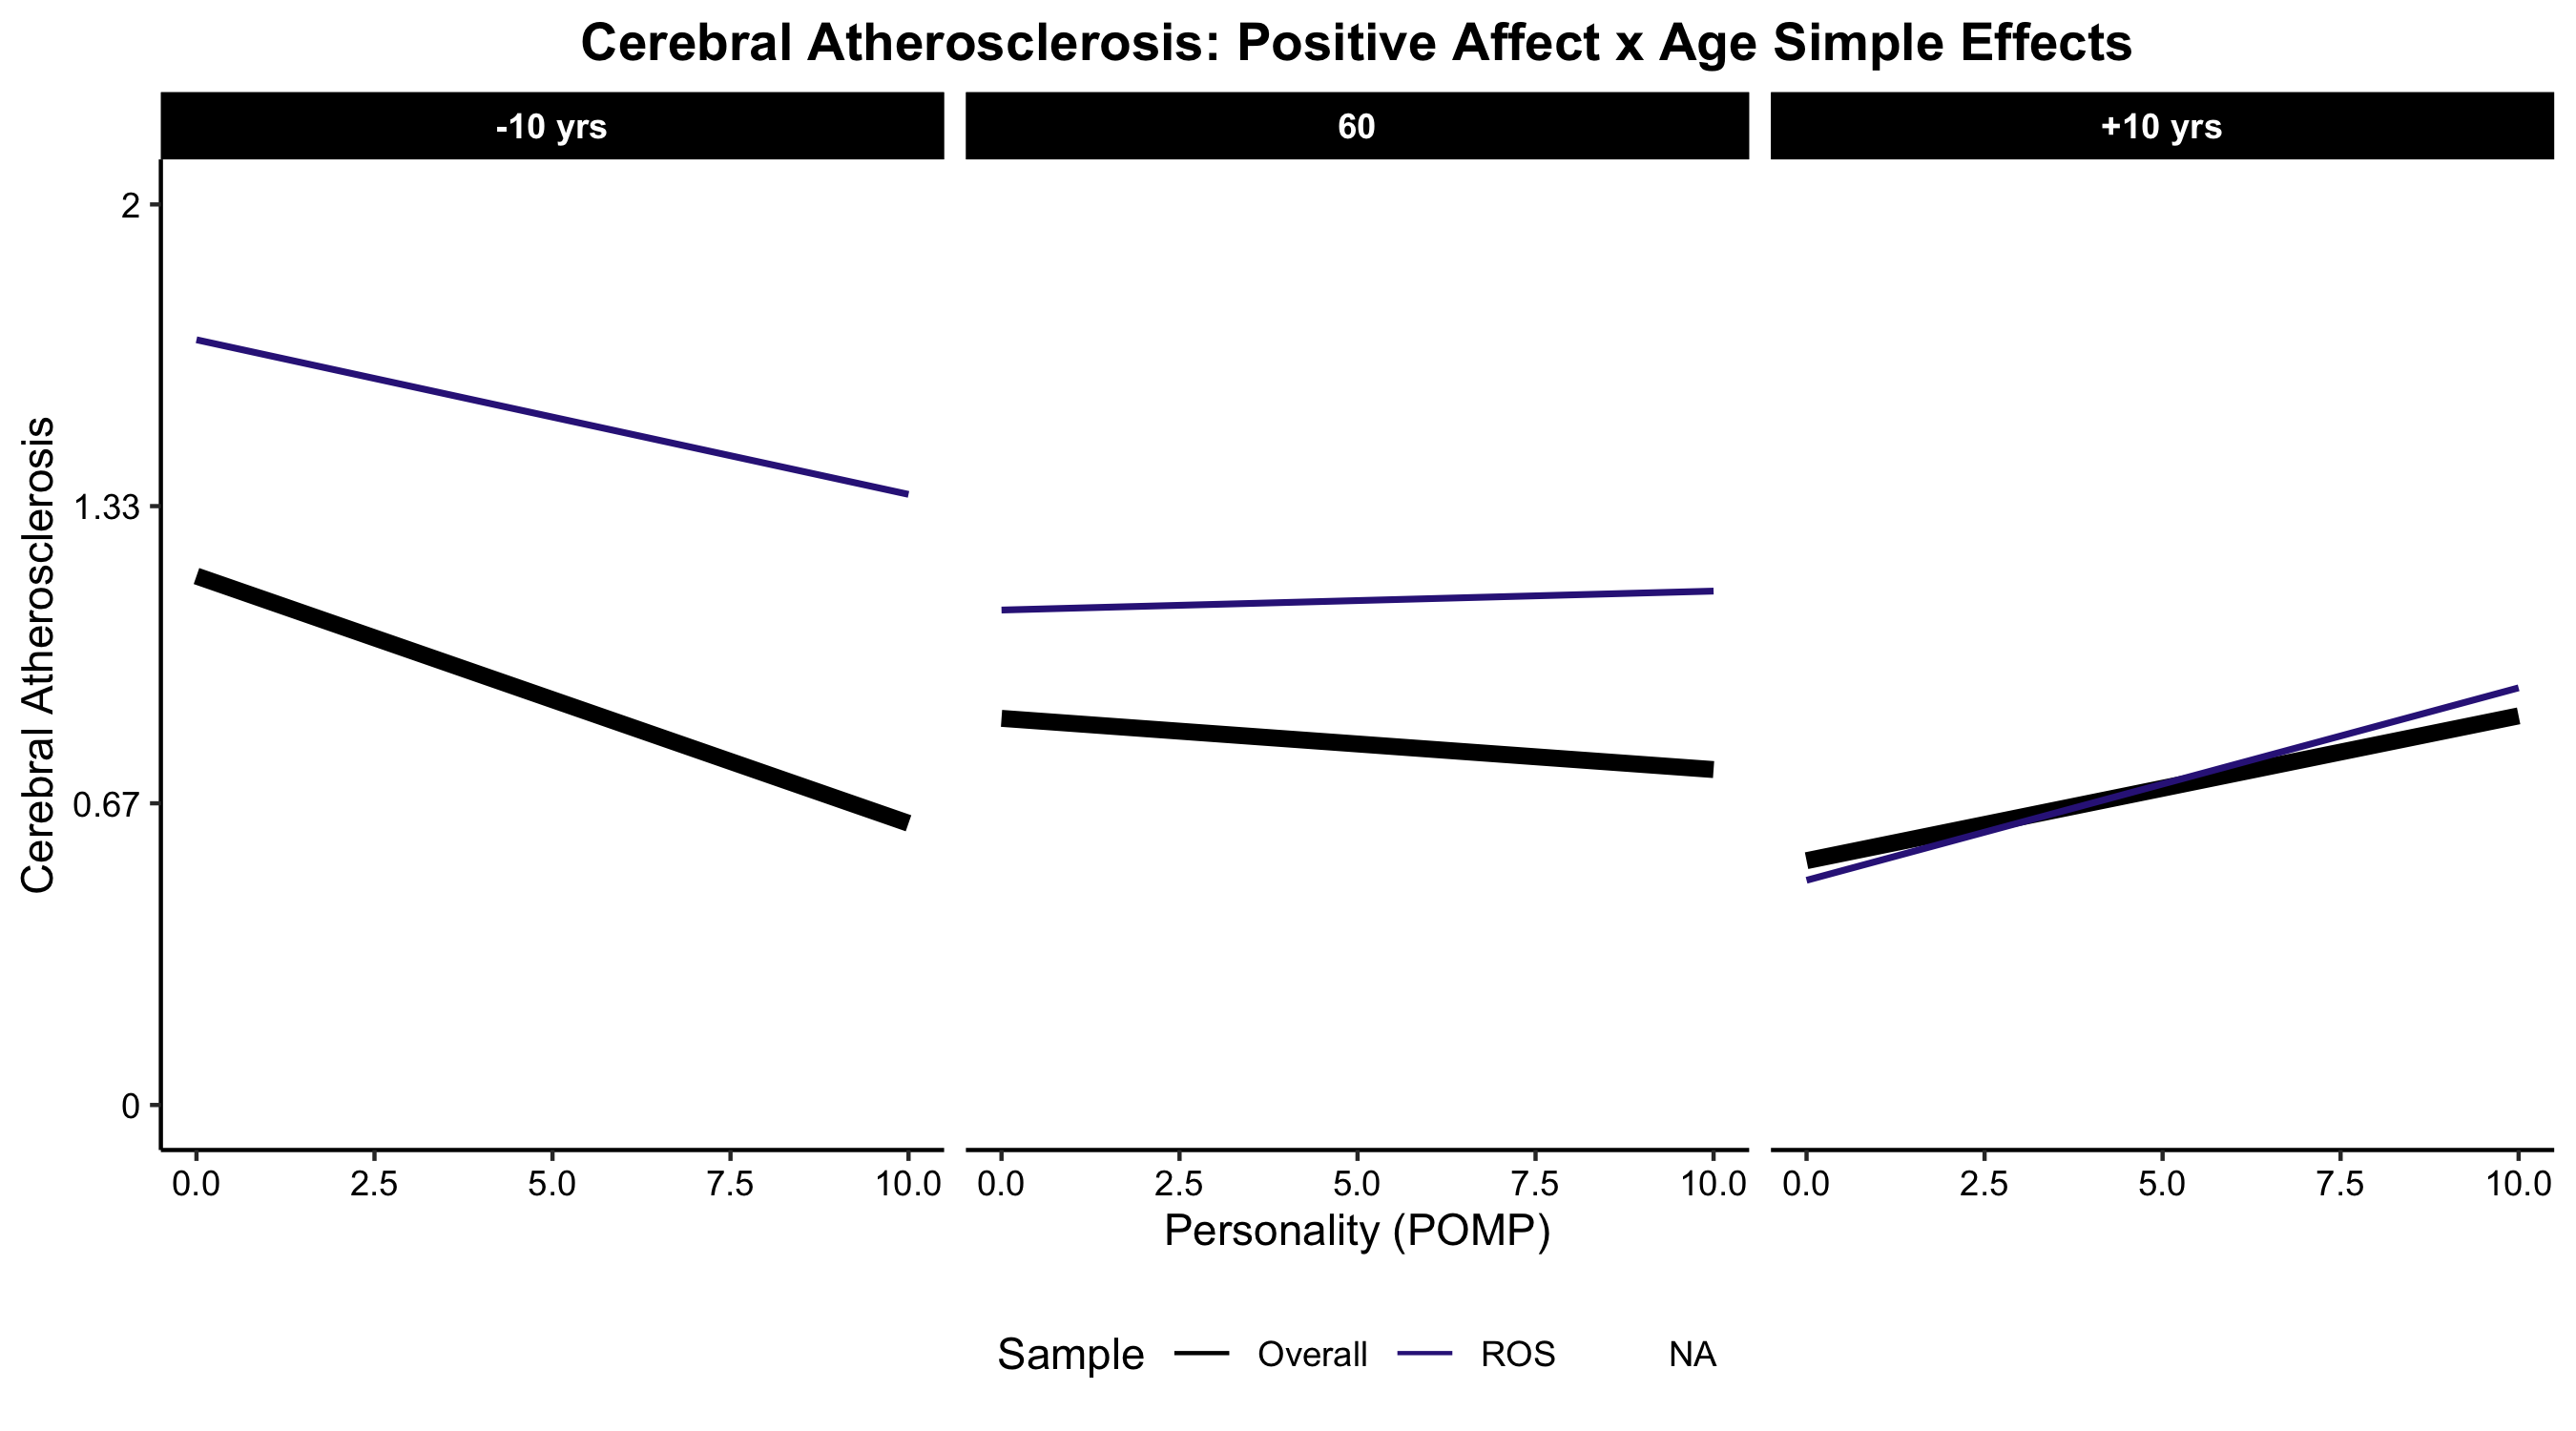 Cerebral Atherosclerosis: Positive Affect x Age Simple Effects
-10 yrs 60 +10 yrs
Cerebral Atherosclerosis
2
1.33
0.67
0
0.0 2.5 5.0 7.5 10.0 0.0 2.5 5.0 7.5 10.0 0.0 2.5 5.0 7.5 10.0
Personality (POMP)
Sample Overall ROS NA